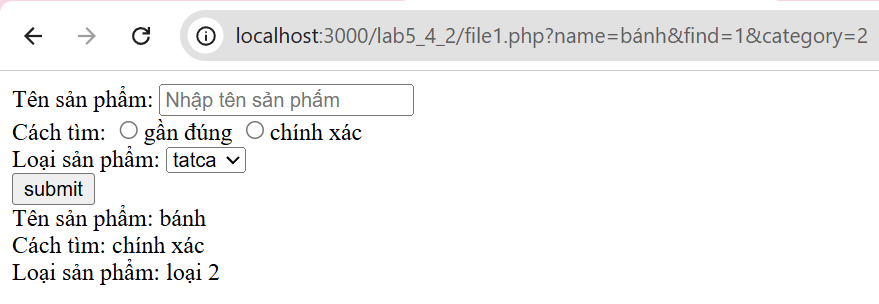 localhost:3000/lab5_4_2/file1.php?name=bánh&find=1&category=2
Tên sản phẩm: Nhập tên sản phẩm
Cách tìm: gần đúng chính xác
Loại sản phẩm: tatca
submit
Tên sản phẩm: bánh
Cách tìm: chính xác
Loại sản phẩm: loại 2